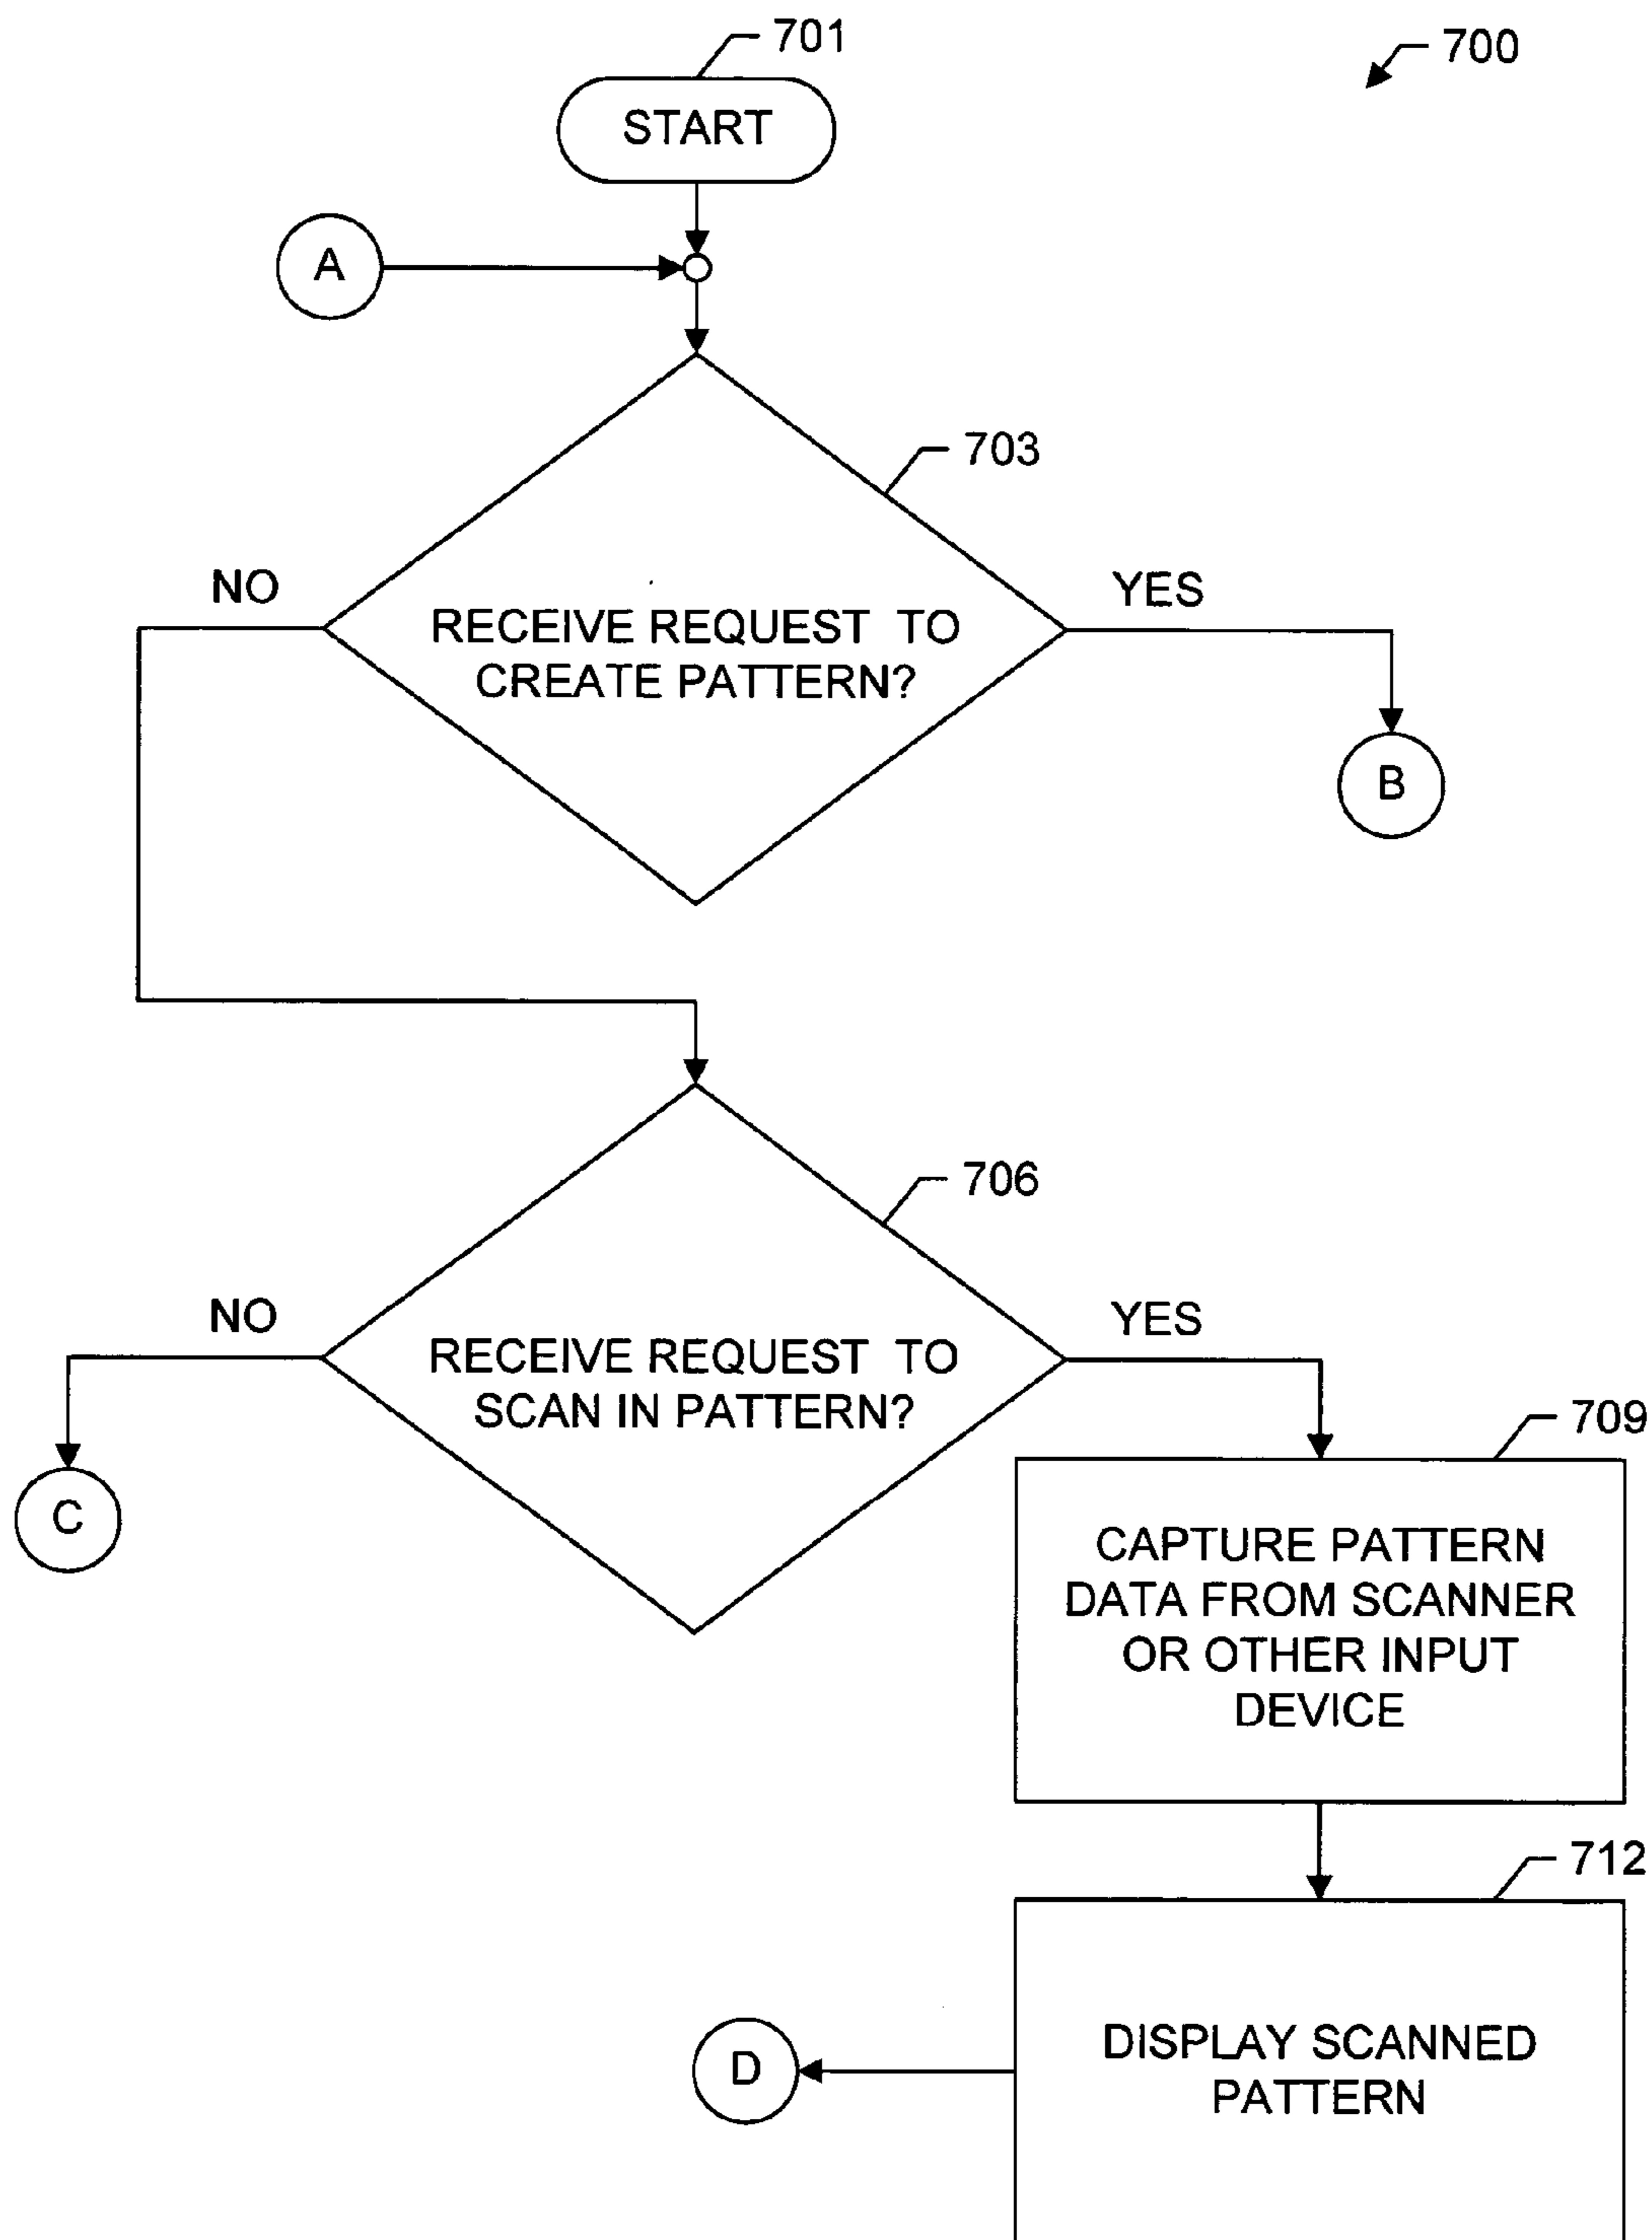 701
700
START
A
703
NO
YES
RECEIVE REQUEST TO
CREATE PATTERN?
B
706
NO
YES
RECEIVE REQUEST TO
SCAN IN PATTERN?
709
C
CAPTURE PATTERN
DATA FROM SCANNER
OR OTHER INPUT
DEVICE
712
DISPLAY SCANNED
PATTERN
D